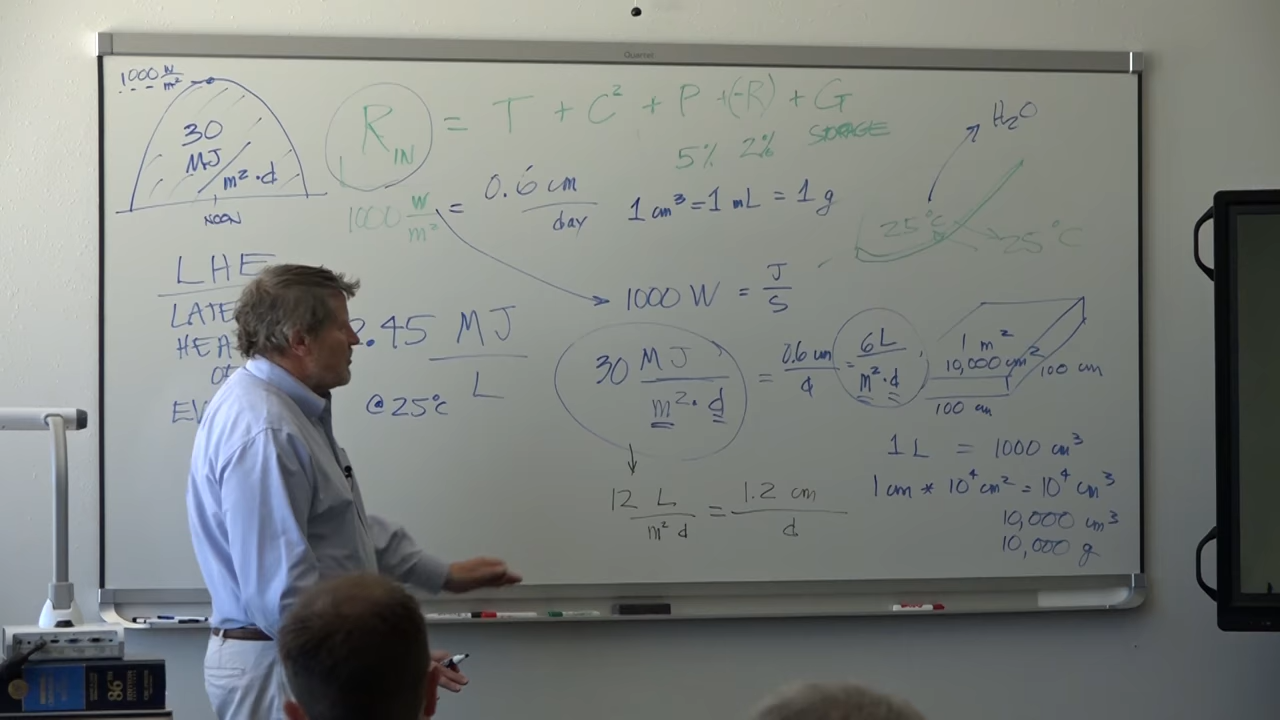 Quartet
1000 W/m²
30
MJ
m²·d
NOON
R IN = T + C² + P + (-R) + G
5% 2% STORAGE
1000 W/m² = 0.6 cm/day
1 cm³ = 1 mL = 1 g
H₂O
25°C
25°C
LHE
LATE
HEA
EV
.45 MJ/L
@ 25°C
1000 W = J/S
30 MJ/m²·d = 0.6 cm/d = 6L/m²·d
12 L/m² d = 1.2 cm/d
1 m²
10,000 cm²
100 cm
100 cm
1 L = 1000 cm³
1 cm * 10⁴ cm² = 10⁴ cm³
10,000 cm³
10,000 g
86